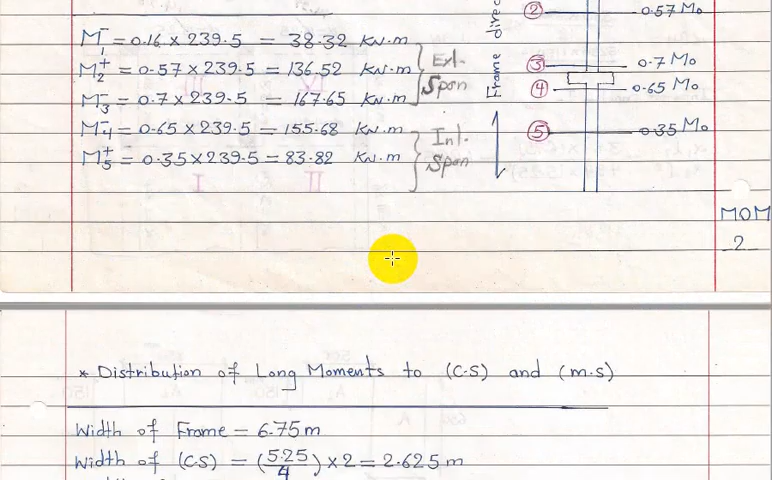 M₁⁻ = 0.16 × 239.5 = 38.32 KN.m
M₂⁺ = 0.57 × 239.5 = 136.52 KN.m
M₃⁻ = 0.7 × 239.5 = 167.65 KN.m
Ext. Span
M₄⁻ = 0.65 × 239.5 = 155.68 KN.m
M₅⁺ = 0.35 × 239.5 = 83.82 KN.m
Int. Span
Frame direc
② 0.57 Mo
③ 0.7 Mo
④ 0.65 Mo
⑤ 0.35 Mo
MOM
2
* Distribution of Long Moments to (C.S) and (m.s)
Width of Frame = 6.75 m
Width of (CS) = (5.25/4) × 2 = 2.625 m